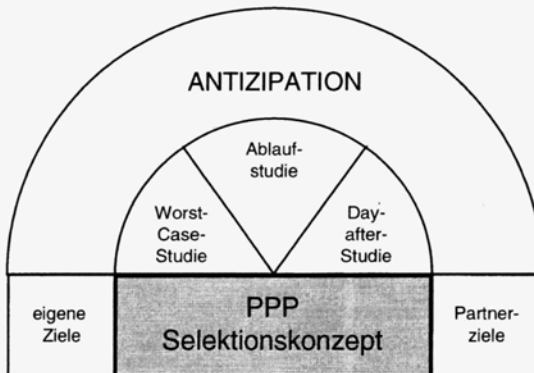 ANTIZIPATION
Ablauf-
studie
Worst-
Case-
Studie
Day-
after-
Studie
eigene
Ziele
PPP
Selektionskonzept
Partner-
ziele